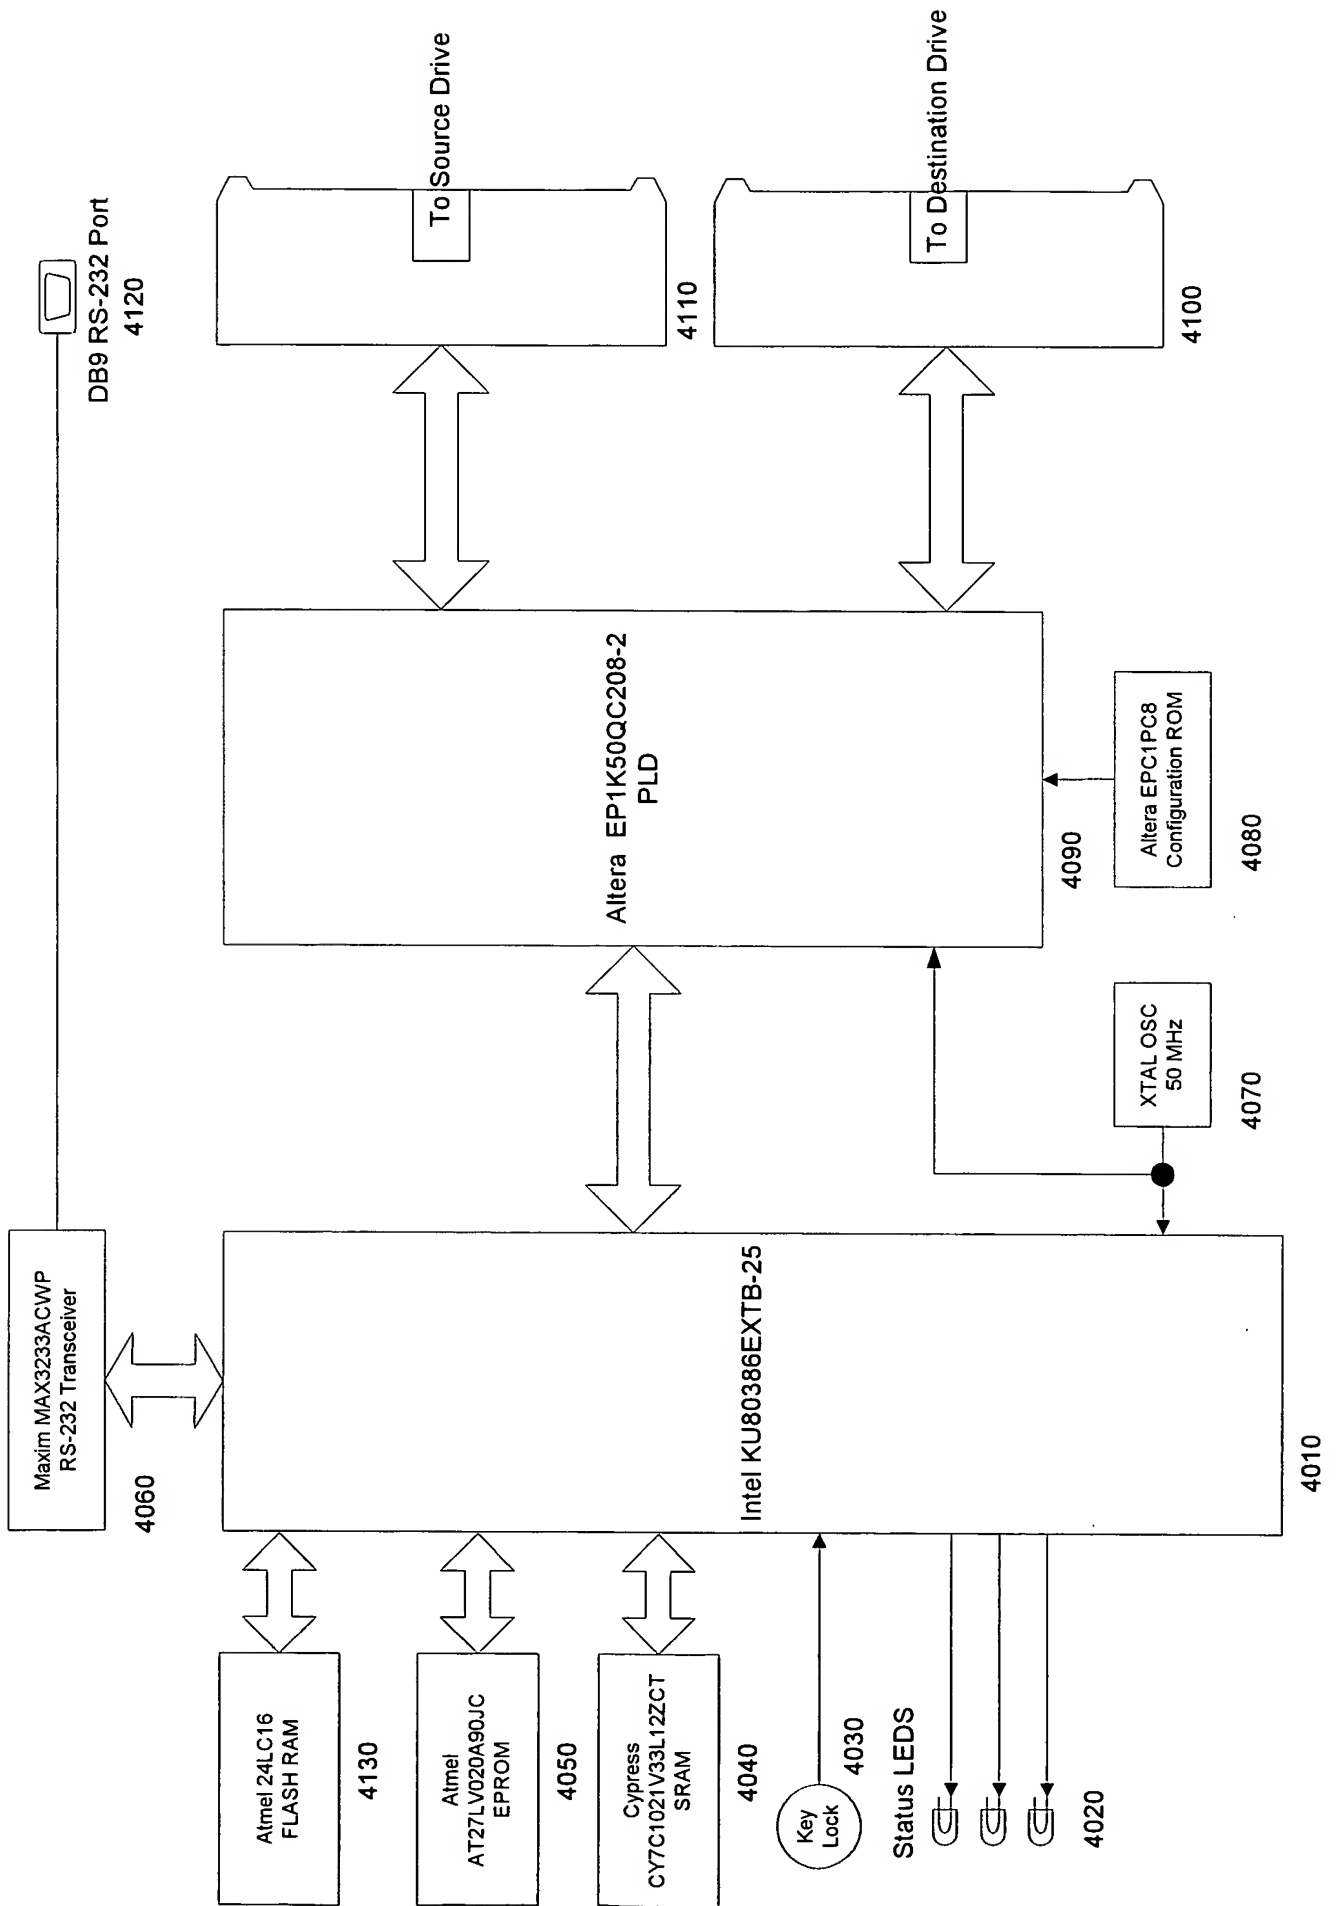 Atmel 24LC16
FLASH RAM
4130
Atmel
AT27LV020A90JC
EPROM
4050
Cypress
CY7C1021V33L12ZCT
SRAM
4040
Key
Lock
4030
Status LEDS
4020
Maxim MAX3233ACWP
RS-232 Transceiver
4060
Intel KU80386EXTB-25
4010
XTAL OSC
50 MHz
4070
Altera EP1K50QC208-2
PLD
4090
Altera EPC1PC8
Configuration ROM
4080
DB9 RS-232 Port
4120
To Source Drive
4110
To Destination Drive
4100